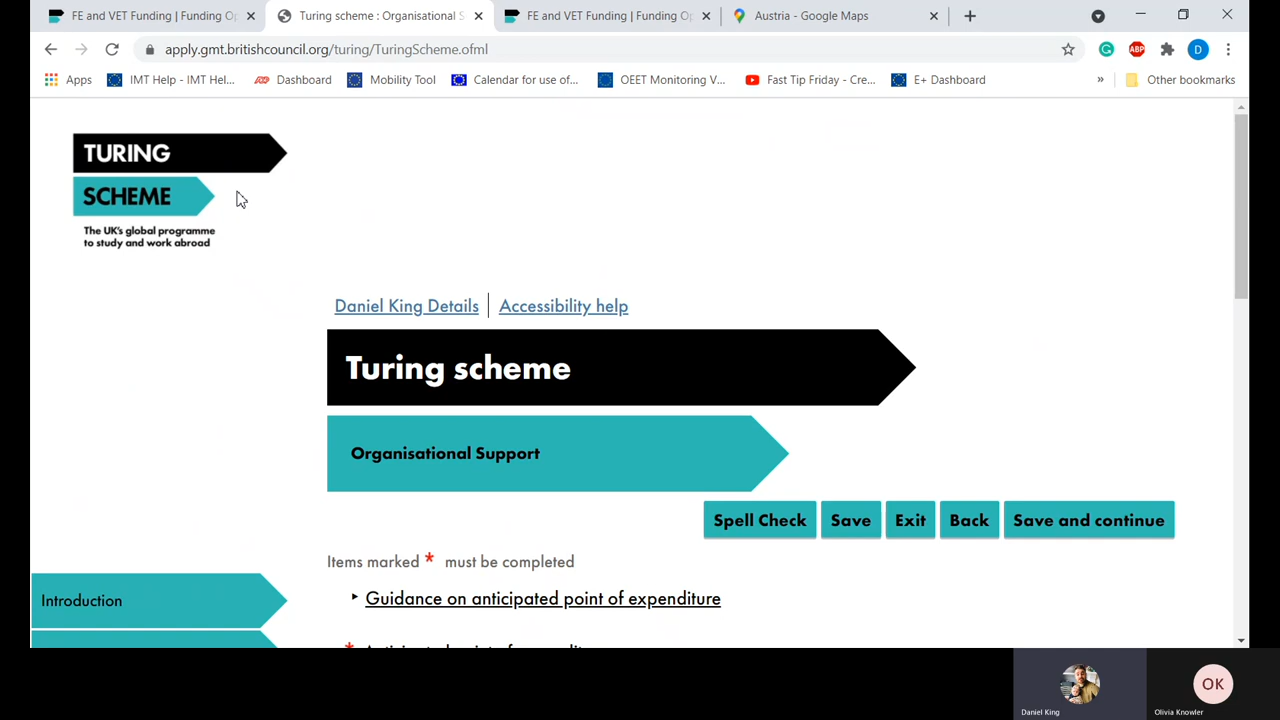 FE and VET Funding | Funding Op
Turing scheme : Organisational S
FE and VET Funding | Funding Op
Austria - Google Maps
apply.gmt.britishcouncil.org/turing/TuringScheme.ofml
D
Apps
IMT Help - IMT Hel...
Dashboard
Mobility Tool
Calendar for use of...
OEET Monitoring V...
Fast Tip Friday - Cre...
E+ Dashboard
»
Other bookmarks
TURING
SCHEME
The UK's global programme
to study and work abroad
Daniel King Details
Accessibility help
Turing scheme
Organisational Support
Spell Check
Save
Exit
Back
Save and continue
Items marked * must be completed
Guidance on anticipated point of expenditure
Introduction
OK
Daniel King
Olivia Knowler